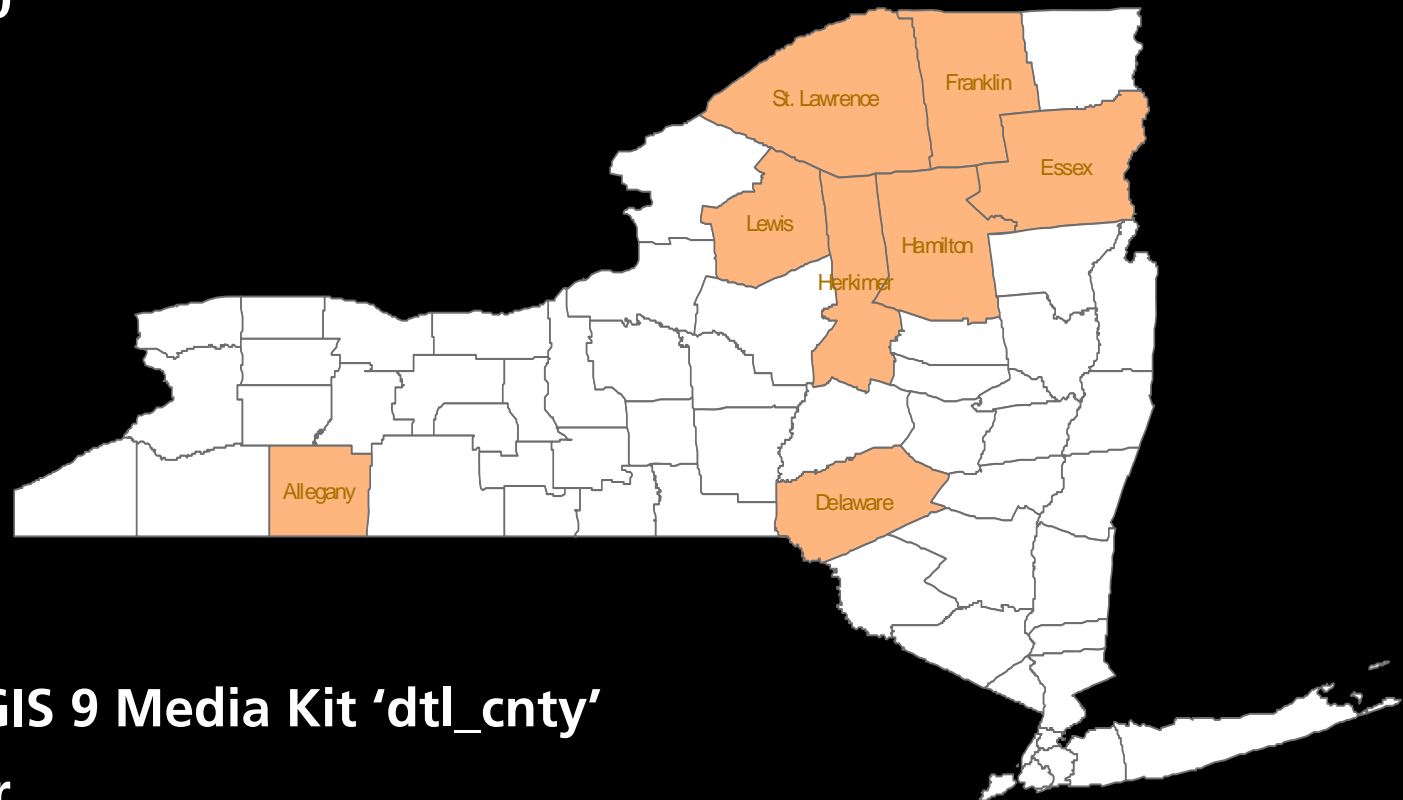 Franklin
St. Lawrence
Essex
Lewis
Hamilton
Herkimer
Allegany
Delaware
GIS 9 Media Kit ‘dtl_cnty’